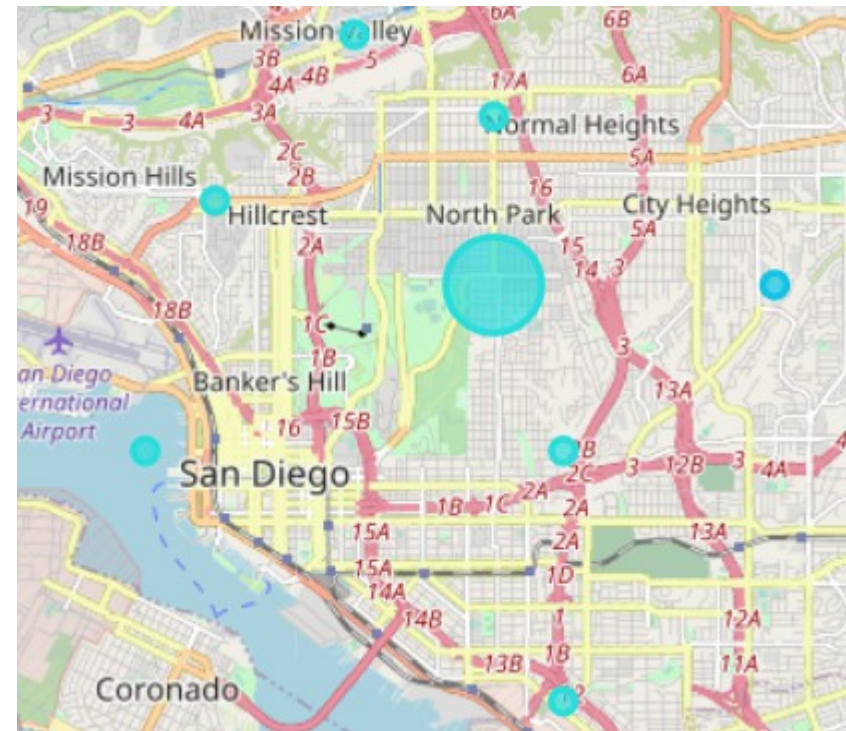 6A
6B
Mission Valley
3B
5
4A
4B
6A
17A
3
3
4A
3A
Normal Heights
2C
5A
Mission Hills
2B
16
19
Hillcrest
North Park
City Heights
18B
2A
15
5A
14
3
18B
1C
1B
3
an Diego
ernational
Airport
Banker's Hill
13A
16
15B
B
San Diego
2C
3
12B
3
4A
4
2A
1B
1C
2A
15A
2A
13A
15A
1D
14A
14B
1
12A
1B
13B
11A
Coronado